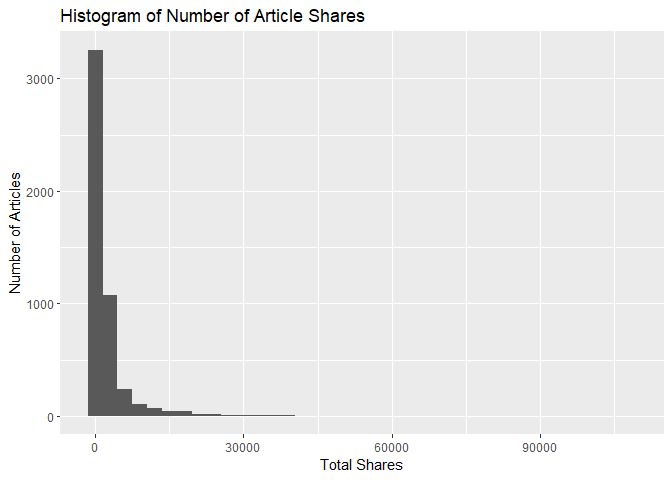 Histogram of Number of Article Shares
3000
2000
1000
0
Number of Articles
0 30000 60000 90000
Total Shares